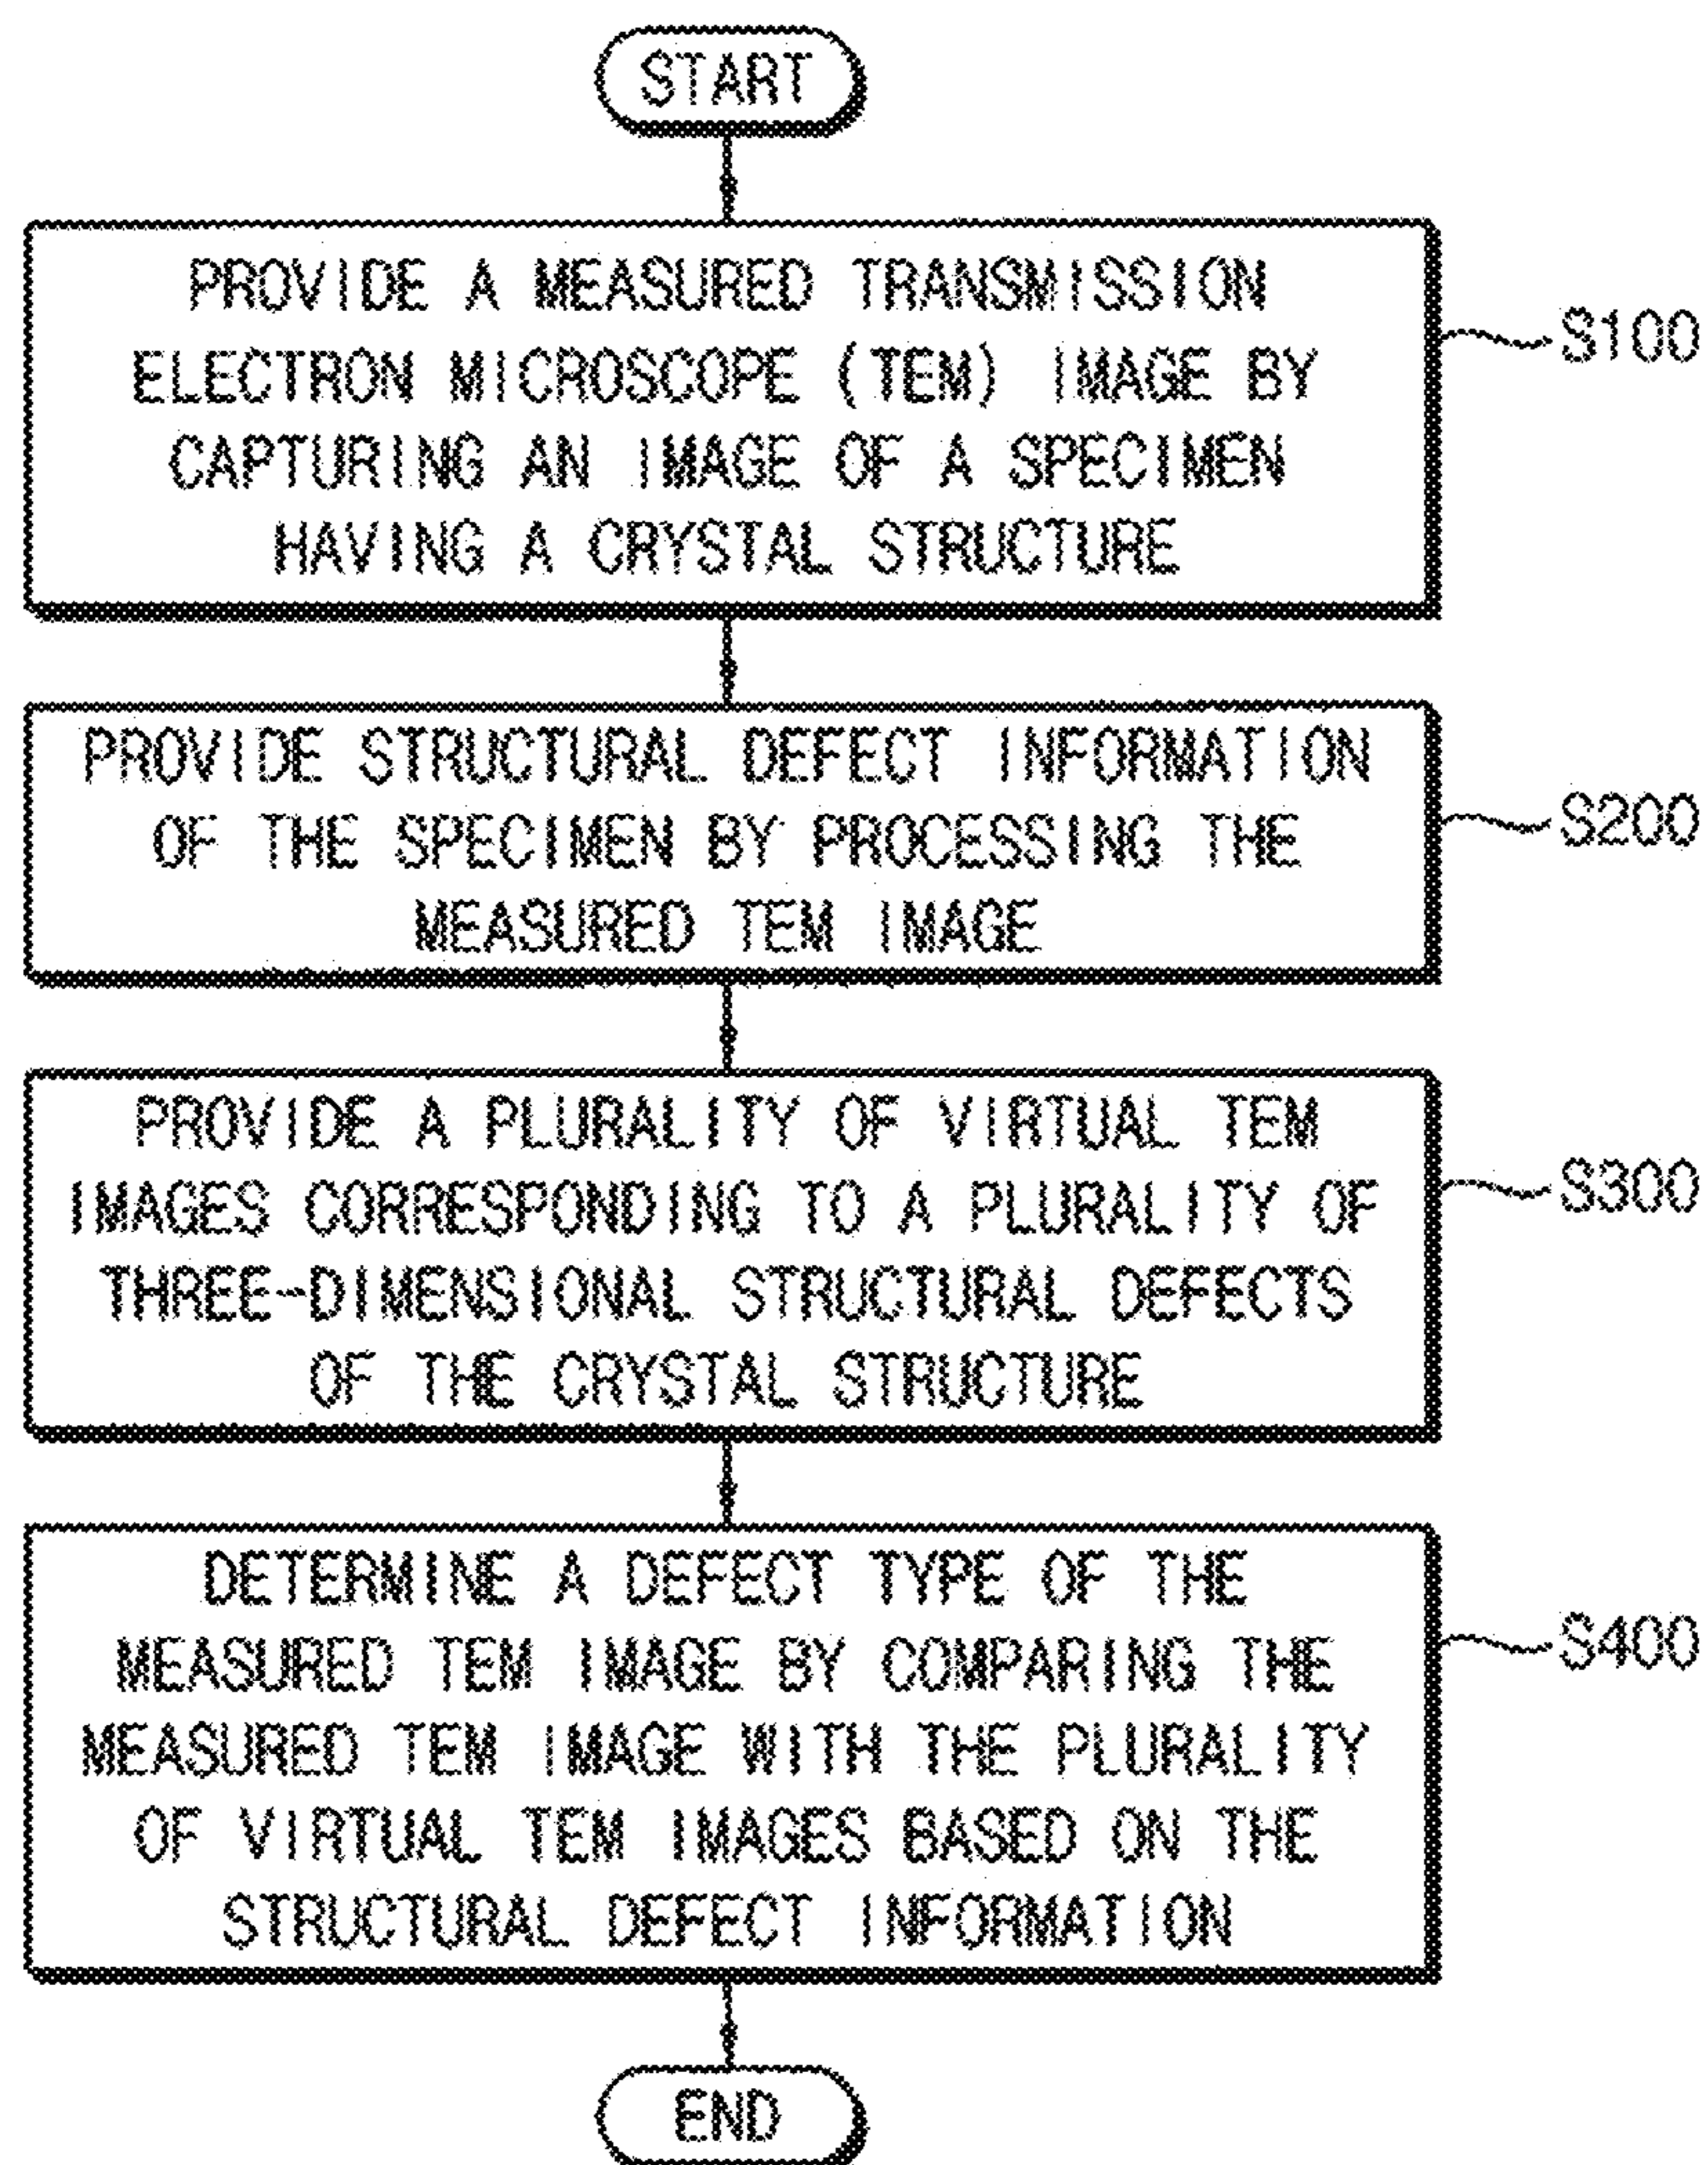 START
PROVIDE A MEASURED TRANSMISSION
ELECTRON MICROSCOPE (TEM) IMAGE BY
CAPTURING AN IMAGE OF A SPECIMEN
HAVING A CRYSTAL STRUCTURE
S100
PROVIDE STRUCTURAL DEFECT INFORMATION
OF THE SPECIMEN BY PROCESSING THE
MEASURED TEM IMAGE
S200
PROVIDE A PLURALITY OF VIRTUAL TEM
IMAGES CORRESPONDING TO A PLURALITY OF
THREE-DIMENSIONAL STRUCTURAL DEFECTS
OF THE CRYSTAL STRUCTURE
S300
DETERMINE A DEFECT TYPE OF THE
MEASURED TEM IMAGE BY COMPARING THE
MEASURED TEM IMAGE WITH THE PLURALITY
OF VIRTUAL TEM IMAGES BASED ON THE
STRUCTURAL DEFECT INFORMATION
S400
END